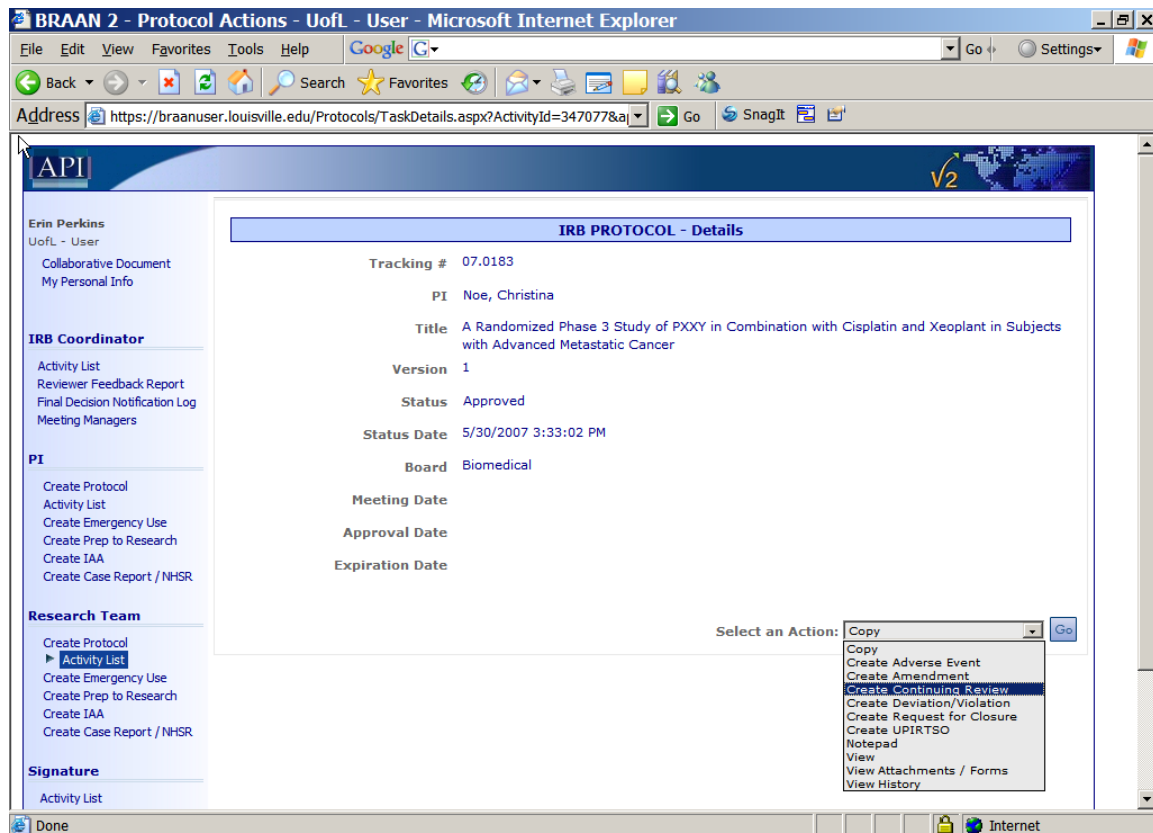 BRAAN 2 - Protocol Actions - UofL - User - Microsoft Internet Explorer
File Edit View Favorites Tools Help Google G Go Settings
Back Search Favorites
Address https://braanuser.louisville.edu/Protocols/TaskDetails.aspx?ActivityId=347077&a Go SnagIt
API
V2
Erin Perkins
UofL - User
Collaborative Document
My Personal Info
IRB Coordinator
Activity List
Reviewer Feedback Report
Final Decision Notification Log
Meeting Managers
PI
Create Protocol
Activity List
Create Emergency Use
Create Prep to Research
Create IAA
Create Case Report / NHSR
Research Team
Create Protocol
Activity List
Create Emergency Use
Create Prep to Research
Create IAA
Create Case Report / NHSR
Signature
Activity List
IRB PROTOCOL - Details
Tracking # 07.0183
PI Noe, Christina
Title A Randomized Phase 3 Study of PXXY in Combination with Cisplatin and Xeoplant in Subjects
with Advanced Metastatic Cancer
Version 1
Status Approved
Status Date 5/30/2007 3:33:02 PM
Board Biomedical
Meeting Date
Approval Date
Expiration Date
Select an Action: Copy Go
Copy
Create Adverse Event
Create Amendment
Create Continuing Review
Create Deviation/Violation
Create Request for Closure
Create UPIRTSO
Notepad
View
View Attachments / Forms
View History
Done Internet